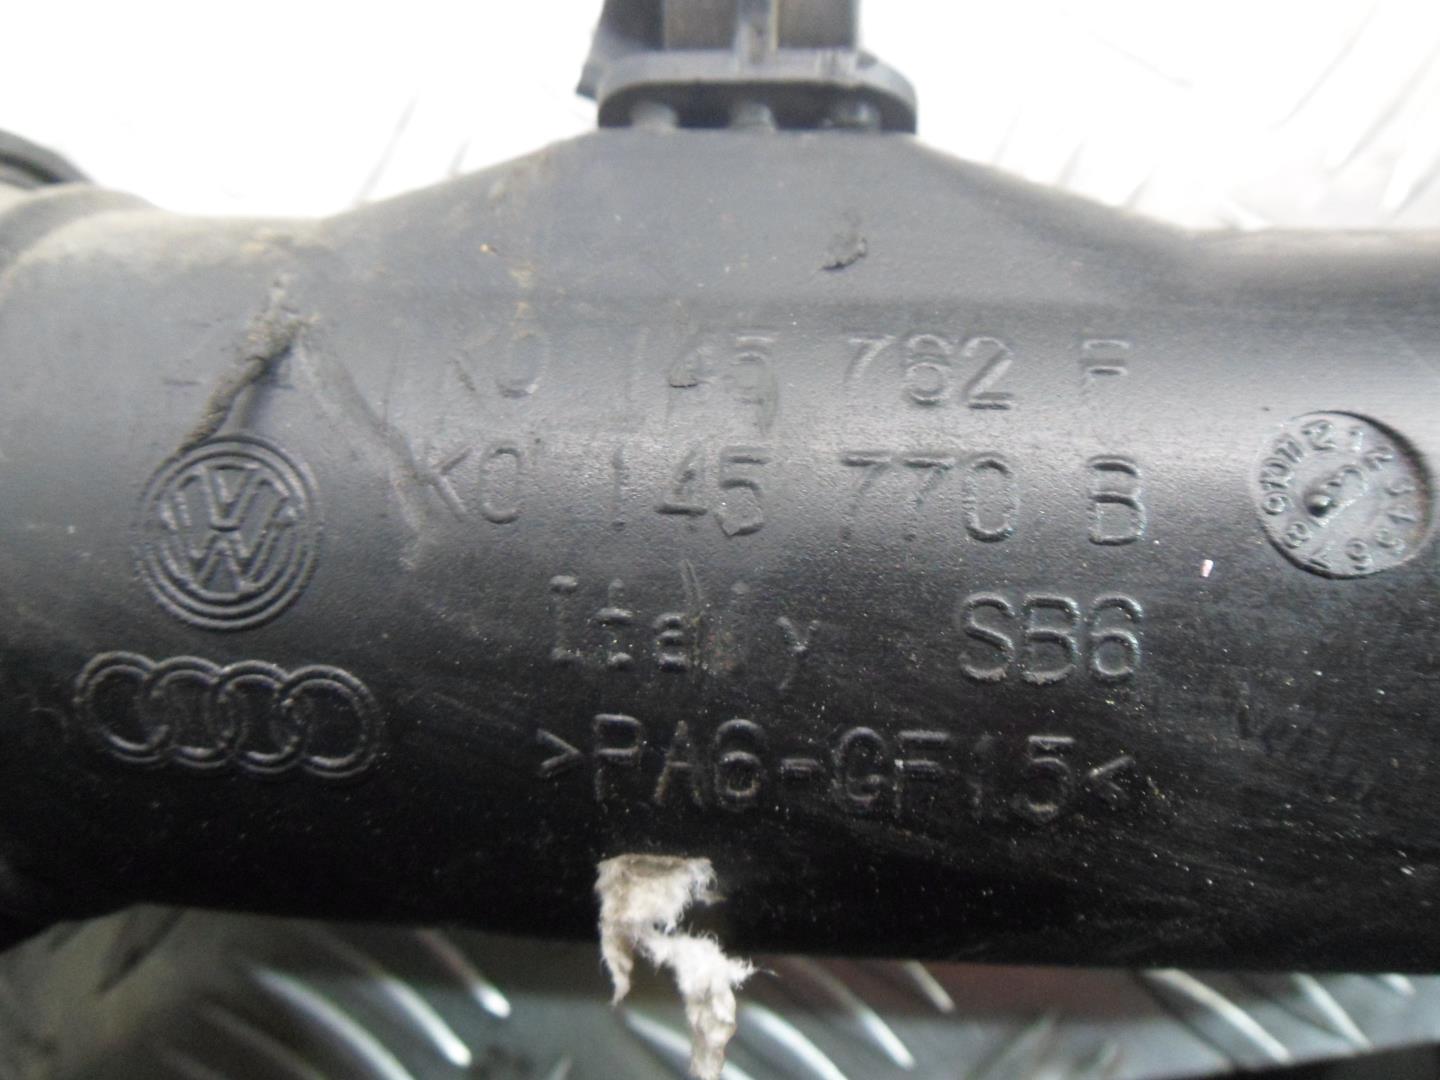 1K0 145 762 F
1K0 145 770 B
Italy SB6
>PA6-GF15<